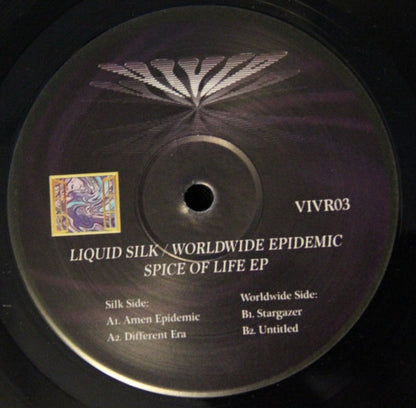 VIVR03
LIQUID SILK / WORLDWIDE EPIDEMIC
SPICE OF LIFE EP
Silk Side:
A1. Amen Epidemic
A2. Different Era
Worldwide Side:
B1. Stargazer
B2. Untitled